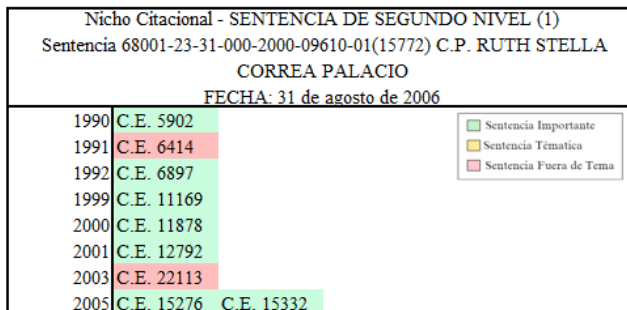 Nicho Citacional - SENTENCIA DE SEGUNDO NIVEL (1)
Sentencia 68001-23-31-000-2000-09610-01(15772) C.P. RUTH STELLA
CORREA PALACIO
FECHA: 31 de agosto de 2006
1990 C.E. 5902
Sentencia Importante
1991 C.E. 6414
Sentencia Témática
1992 C.E. 6897
Sentencia Fuera de Tema
1999 C.E. 11169
2000 C.E. 11878
2001 C.E. 12792
2003 C.E. 22113
2005 C.E. 15276 C.E. 15332